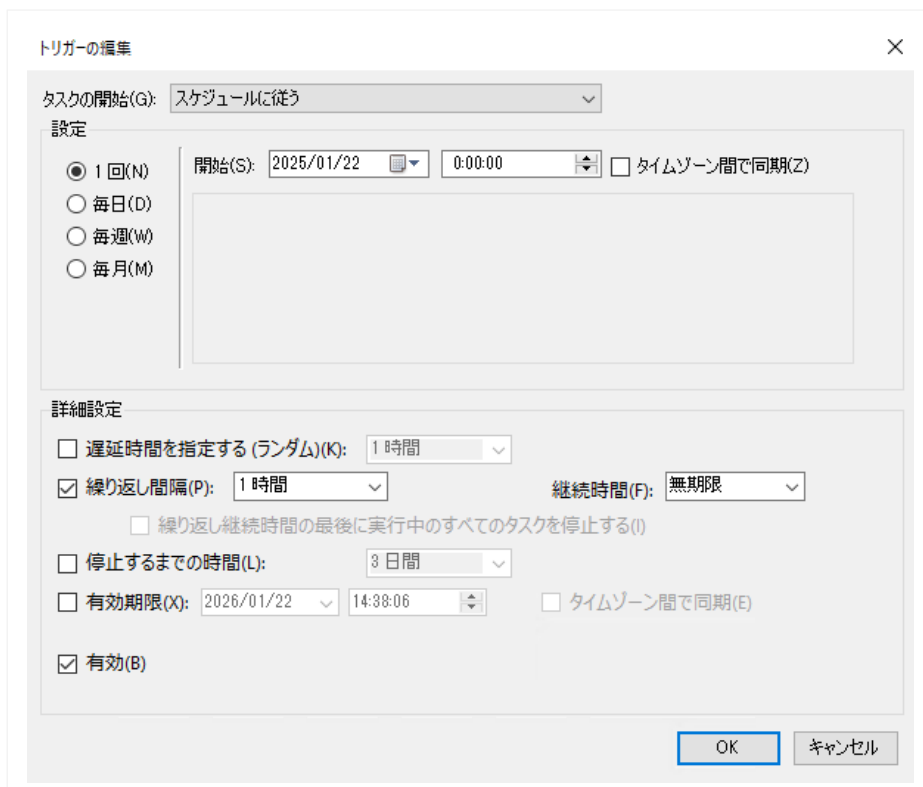 トリガーの編集
タスクの開始(G): スケジュールに従う
設定
1 回(N)
毎日(D)
毎週(W)
毎月(M)
開始(S): 2025/01/22 0:00:00 タイムゾーン間で同期(Z)
詳細設定
遅延時間を指定する (ランダム)(K): 1 時間
繰り返し間隔(P): 1 時間 継続時間(F): 無期限
繰り返し継続時間の最後に実行中のすべてのタスクを停止する(I)
停止するまでの時間(L): 3 日間
有効期限(X): 2026/01/22 14:38:06 タイムゾーン間で同期(E)
有効(B)
OK キャンセル